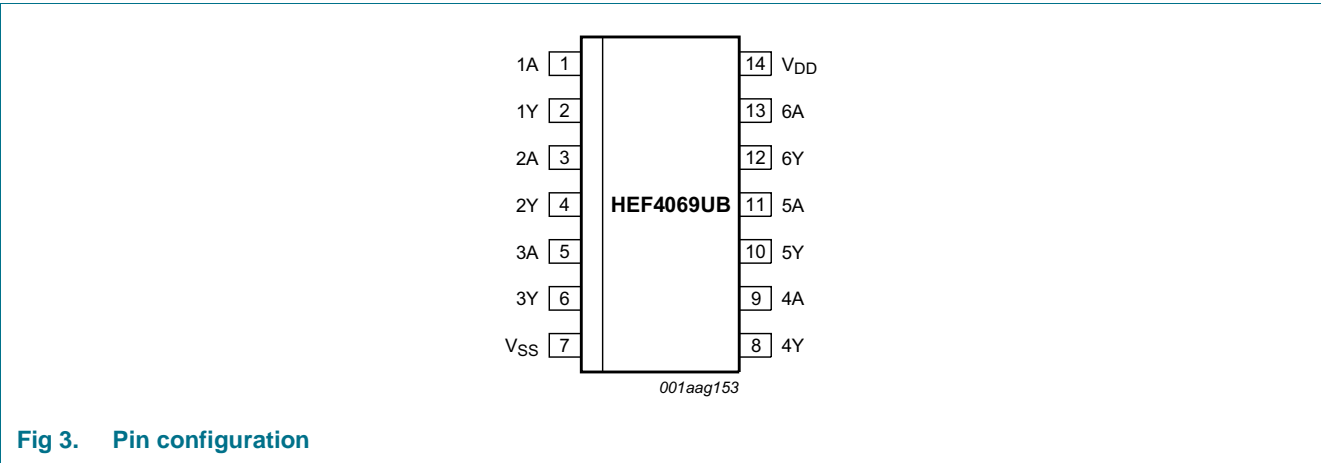 1A 1 14 VDD
1Y 2 13 6A
2A 3 12 6Y
2Y 4 HEF4069UB 11 5A
3A 5 10 5Y
3Y 6 9 4A
VSS 7 8 4Y
001aag153
Fig 3. Pin configuration